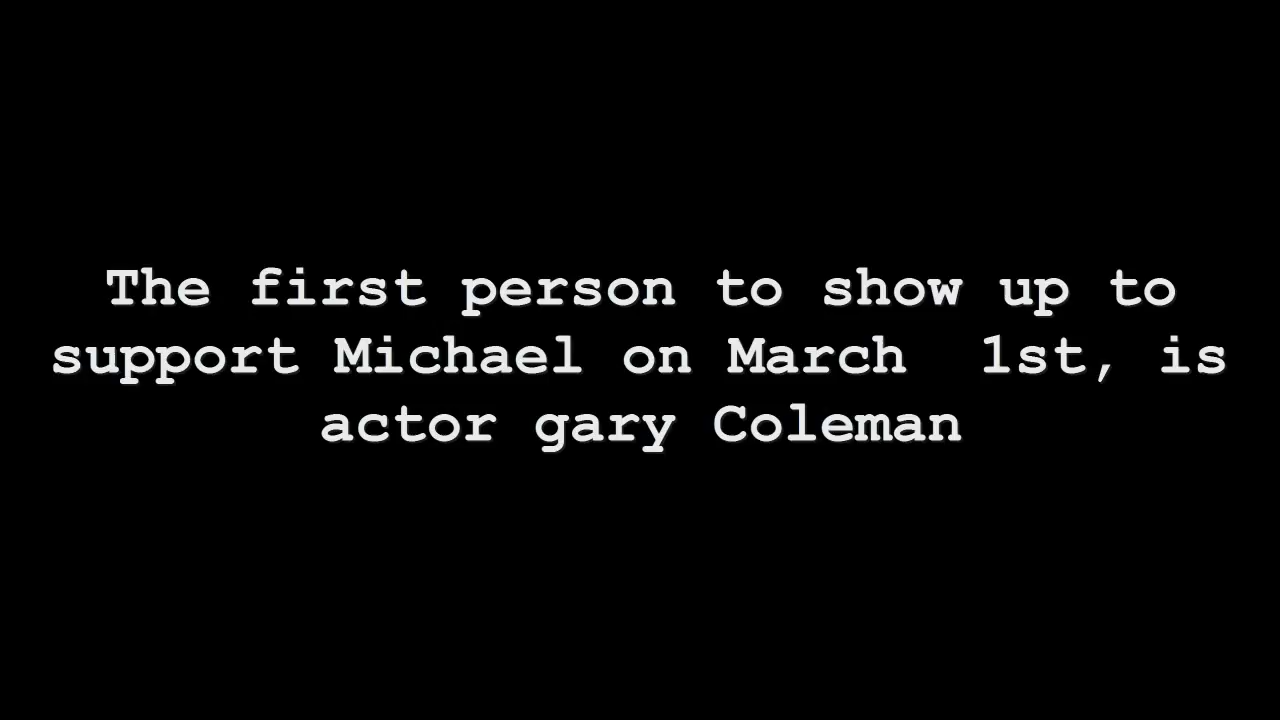 The first person to show up to
support Michael on March  1st, is
actor gary Coleman